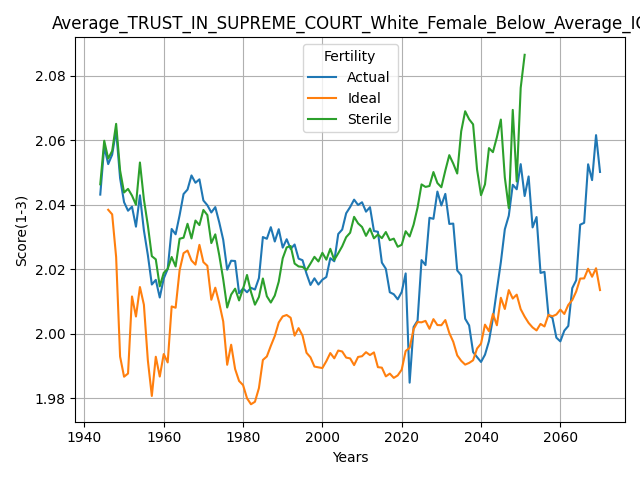 Average_TRUST_IN_SUPREME_COURT_White_Female_Below_Average_IQ
Fertility
Actual
Ideal
Sterile
Score(1-3)
2.08
2.06
2.04
2.02
2.00
1.98
1940 1960 1980 2000 2020 2040 2060
Years